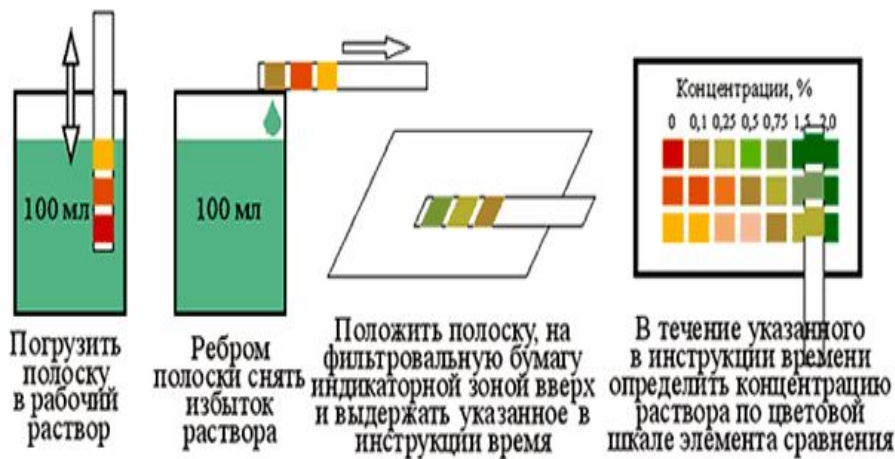 100 мл
100 мл
Концентрации, %
0 0,1 0,25 0,5 0,75 1,5 2,0
Погрузить
полоску
в рабочий
раствор
Ребром
полоски снять
избыток
раствора
Положить полоску, на
фильтровальную бумагу
индикаторной зоной вверх
и выдержать указанное в
инструкции время
В течение указанного
в инструкции времени
определить концентрацию
раствора по цветовой
шкале элемента сравнения